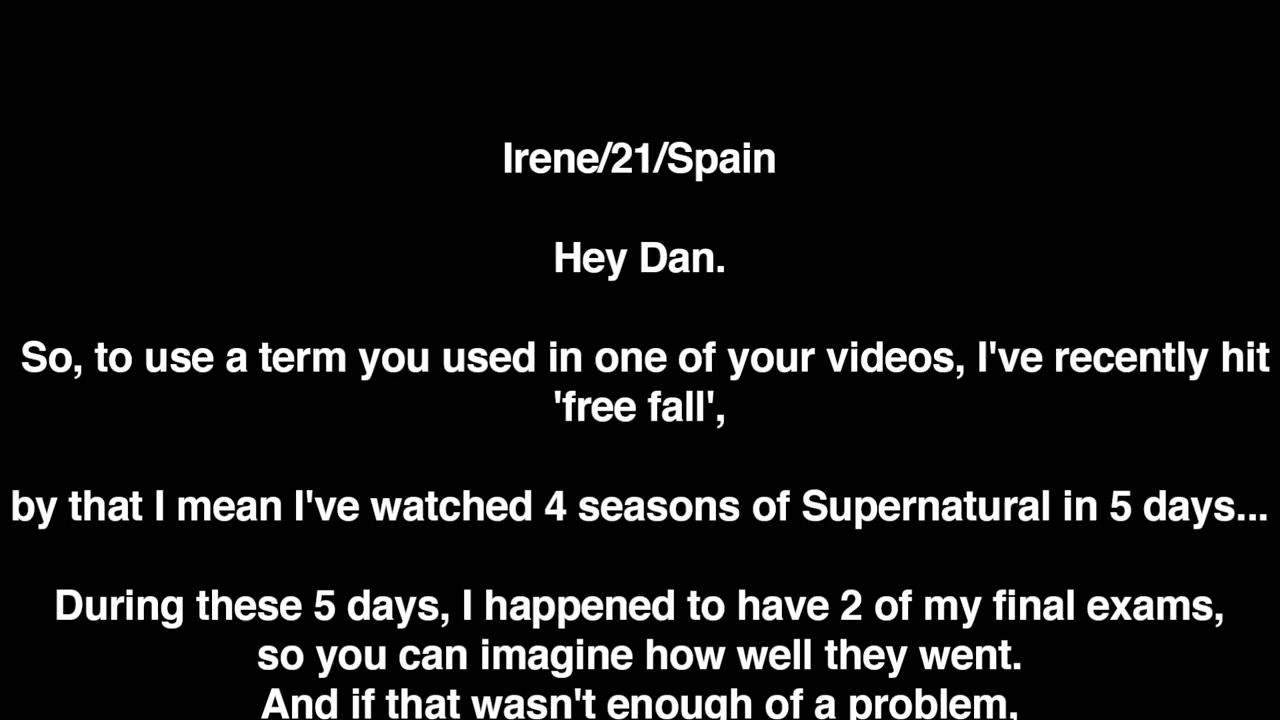 Irene/21/Spain
Hey Dan.
So, to use a term you used in one of your videos, I've recently hit
'free fall',
by that I mean I've watched 4 seasons of Supernatural in 5 days...
During these 5 days, I happened to have 2 of my final exams,
so you can imagine how well they went.
And if that wasn't enough of a problem,